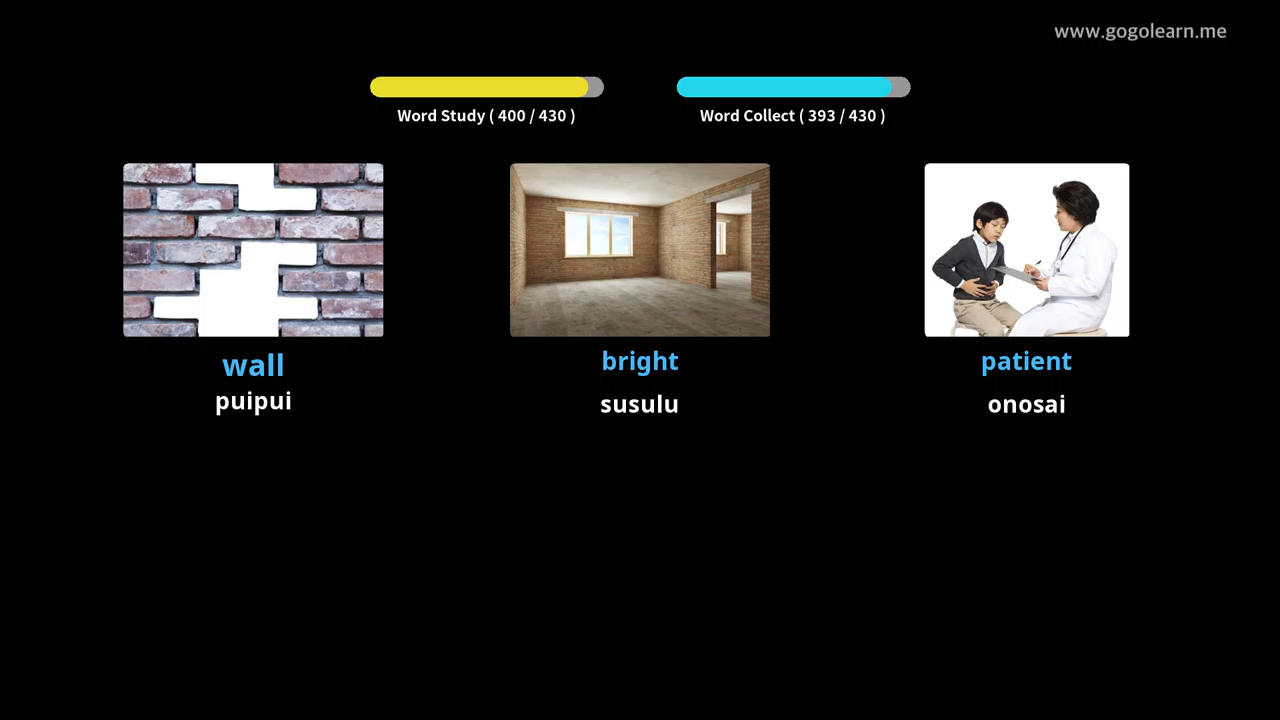 www.gogolearn.me
Word Study ( 400 / 430 )
Word Collect ( 393 / 430 )
wall
puipui
bright
susulu
patient
onosai